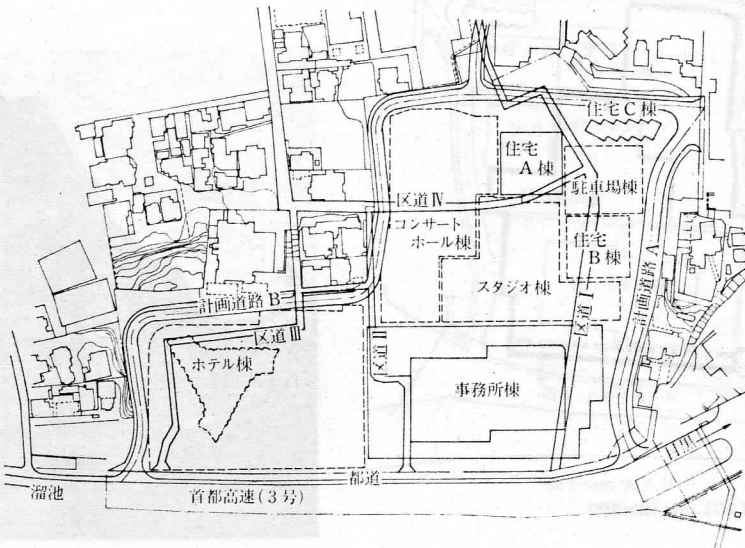 住宅C棟
住宅
A棟
駐車場棟
区道Ⅳ
コンサート
ホール棟
住宅
B棟
スタジオ棟
計画道路A
計画道路B
区道Ⅰ
区道Ⅲ
区道Ⅱ
ホテル棟
事務所棟
都道
溜池
首都高速(3号)